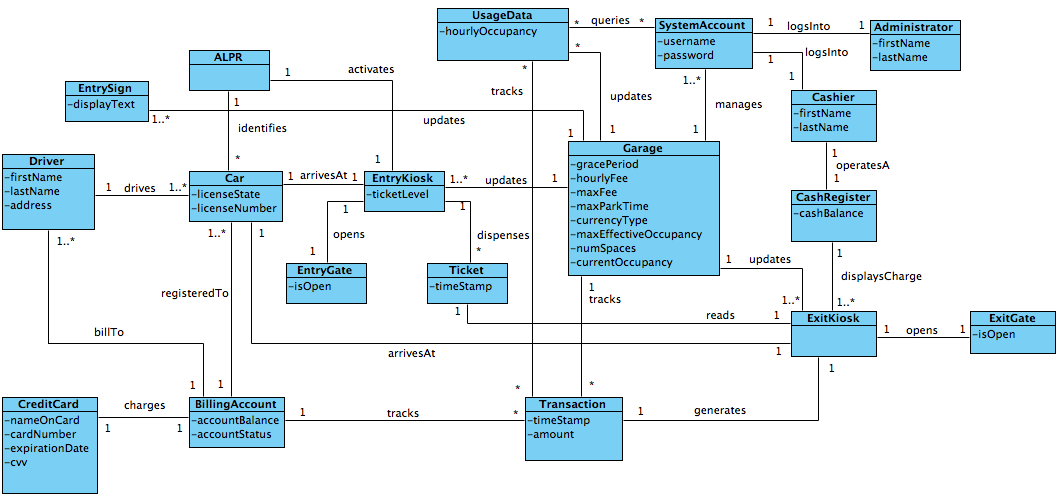 UsageData
-hourlyOccupancy
* queries *
SystemAccount
-username
-password
1 logsInto 1
Administrator
-firstName
-lastName
logsInto
1
1
ALPR
1 activates
1
*
*
tracks
updates
1
1..*
manages
1
Cashier
-firstName
-lastName
EntrySign
-displayText
1..* updates 1
1
identifies
*
Driver
-firstName
-lastName
-address
1 drives 1..*
Car
-licenseState
-licenseNumber
1 arrivesAt 1
EntryKiosk
-ticketLevel
1..* updates 1
Garage
-gracePeriod
-hourlyFee
-maxFee
-maxParkTime
-currencyType
-maxEffectiveOccupancy
-numSpaces
-currentOccupancy
1
operatesA
1
CashRegister
-cashBalance
1
opens
1
1
dispenses
*
EntryGate
-isOpen
Ticket
-timeStamp
1 updates 1..*
1
displaysCharge
1..*
1..*
registeredTo
1
1
arrivesAt
1
1 reads 1
ExitKiosk
1 opens 1
ExitGate
-isOpen
1..*
billTo
1
1
tracks
*
*
CreditCard
-nameOnCard
-cardNumber
-expirationDate
-cvv
charges
1 1
BillingAccount
-accountBalance
-accountStatus
1 tracks *
Transaction
-timeStamp
-amount
1 generates 1